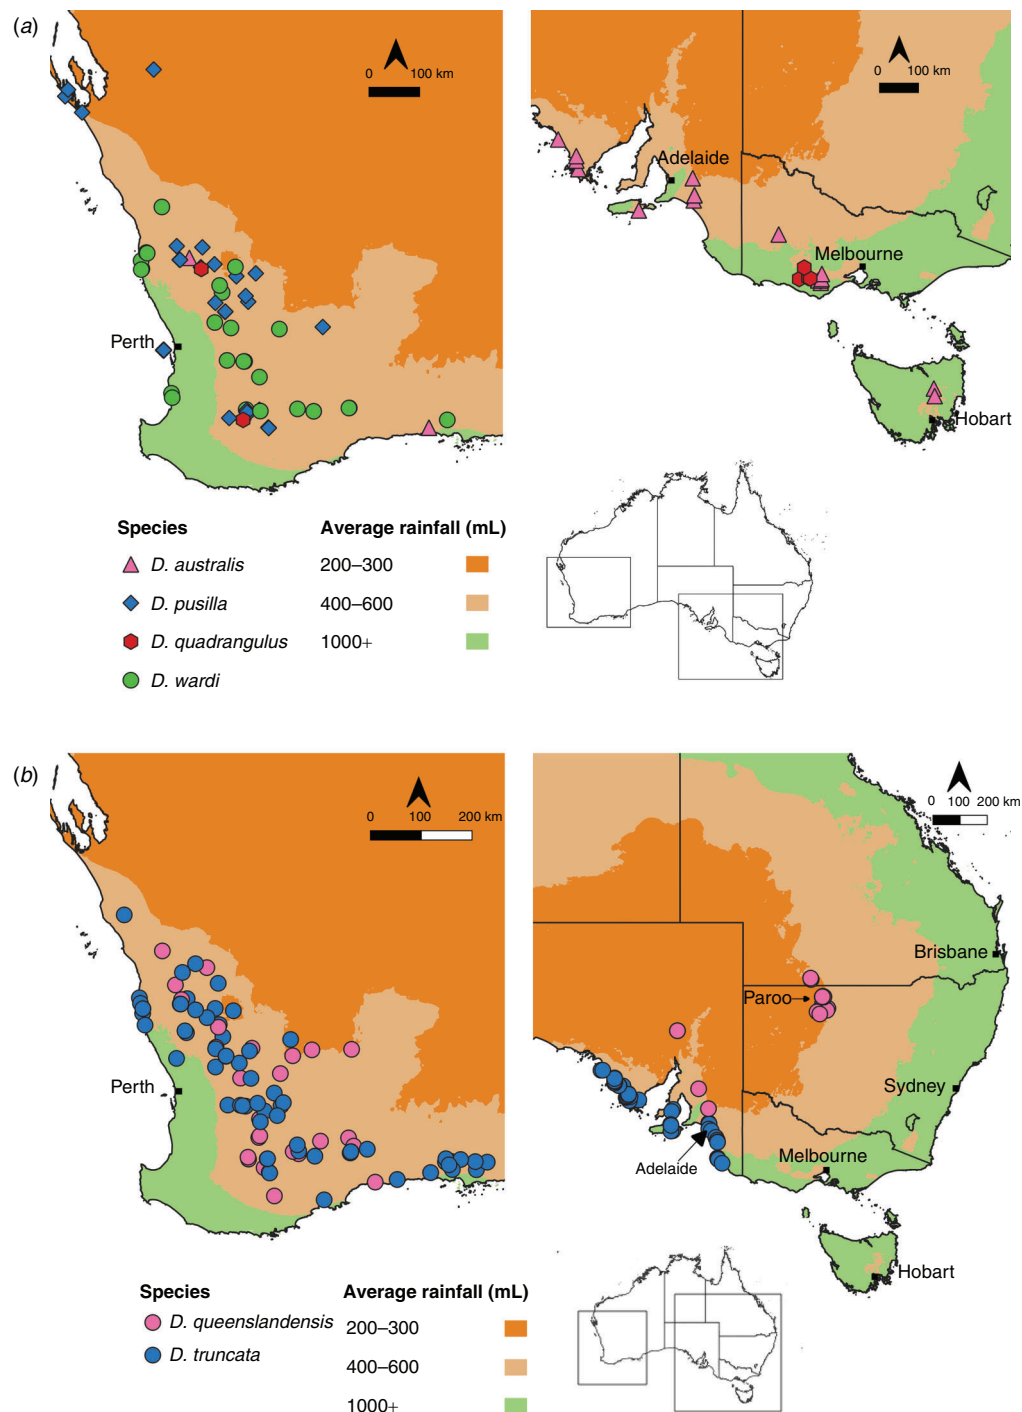 (a)
0 100 km
Perth
0 100 km
Adelaide
Melbourne
Hobart
Species Average rainfall (mL)
D. australis 200–300
D. pusilla 400–600
D. quadrangulus 1000+
D. wardi
(b)
0 100 200 km
Perth
0 100 200 km
Brisbane
Paroo
Sydney
Adelaide
Melbourne
Hobart
Species Average rainfall (mL)
D. queenslandensis 200–300
D. truncata 400–600
1000+